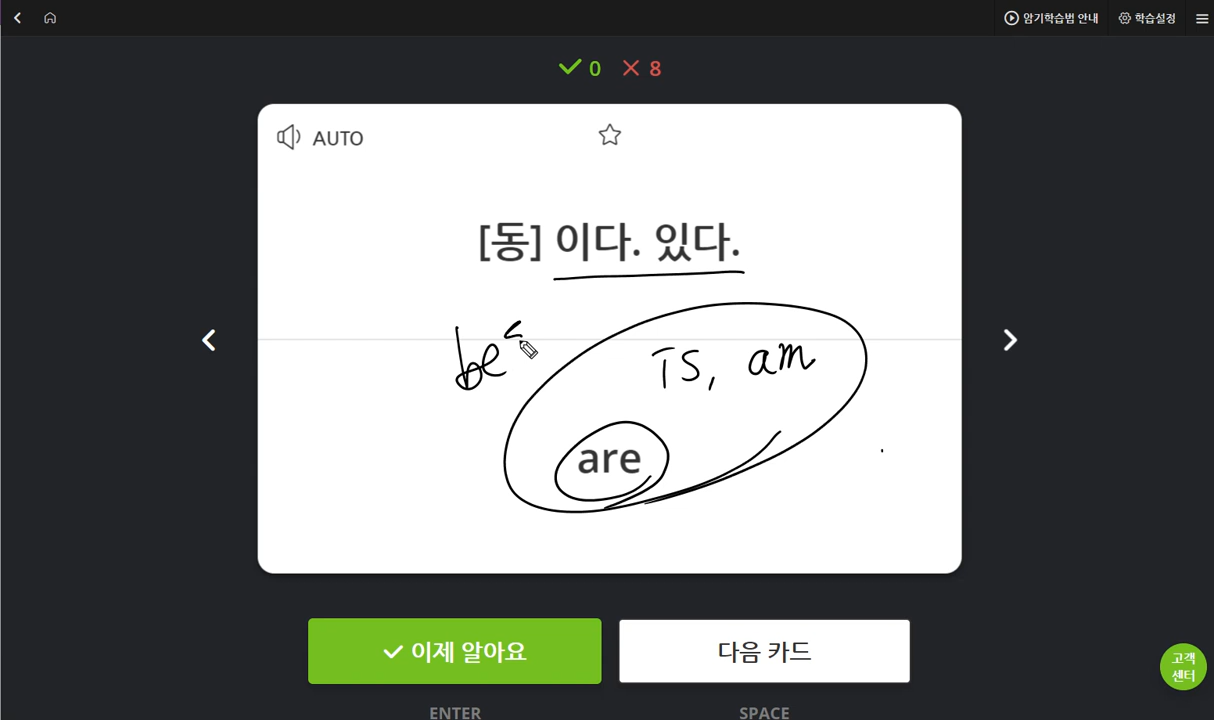 암기학습법 안내 학습설정
0 8
AUTO
[동] 이다. 있다.
be is, am
are
이제 알아요 다음 카드
고객
센터
ENTER SPACE